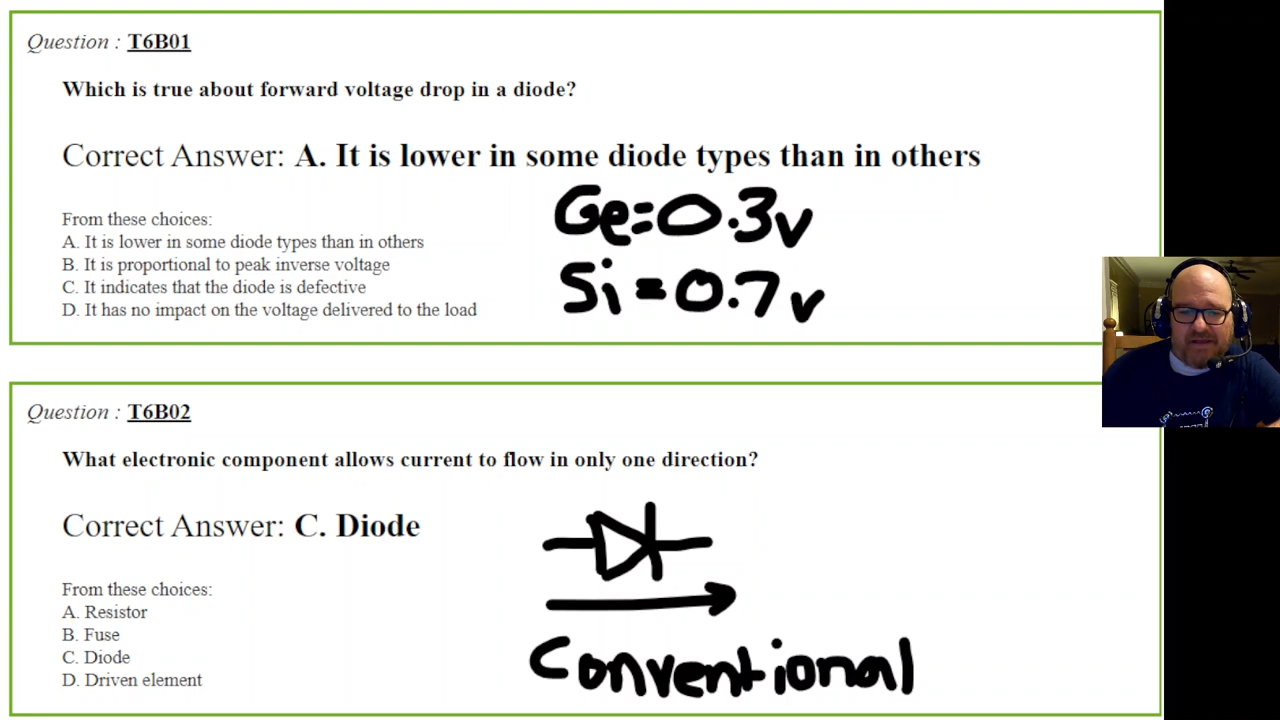 Question : T6B01
Which is true about forward voltage drop in a diode?
Correct Answer: A. It is lower in some diode types than in others
From these choices:
A. It is lower in some diode types than in others
B. It is proportional to peak inverse voltage
C. It indicates that the diode is defective
D. It has no impact on the voltage delivered to the load
Ge=0.3v
Si=0.7v
Question : T6B02
What electronic component allows current to flow in only one direction?
Correct Answer: C. Diode
From these choices:
A. Resistor
B. Fuse
C. Diode
D. Driven element
Conventional